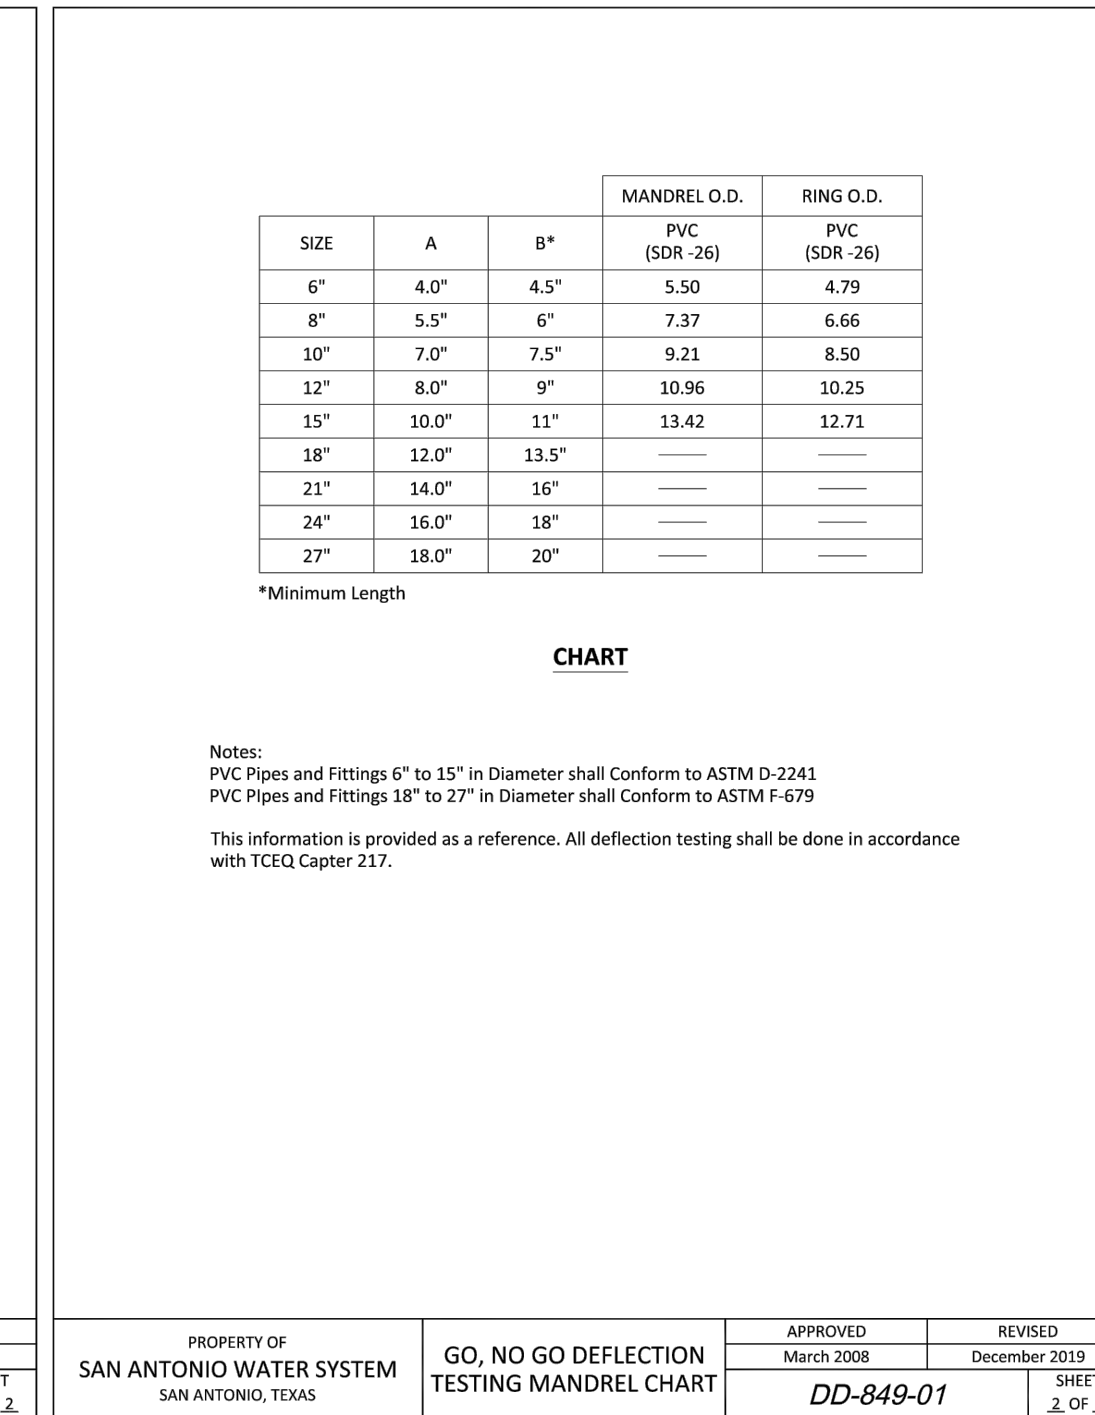 MANDREL O.D. RING O.D.
SIZE A B* PVC (SDR -26) PVC (SDR -26)
6" 4.0" 4.5" 5.50 4.79
8" 5.5" 6" 7.37 6.66
10" 7.0" 7.5" 9.21 8.50
12" 8.0" 9" 10.96 10.25
15" 10.0" 11" 13.42 12.71
18" 12.0" 13.5" —— ——
21" 14.0" 16" —— ——
24" 16.0" 18" —— ——
27" 18.0" 20" —— ——
*Minimum Length
CHART
Notes:
PVC Pipes and Fittings 6" to 15" in Diameter shall Conform to ASTM D-2241
PVC PIpes and Fittings 18" to 27" in Diameter shall Conform to ASTM F-679
This information is provided as a reference. All deflection testing shall be done in accordance
with TCEQ Capter 217.
T
2
PROPERTY OF
SAN ANTONIO WATER SYSTEM
SAN ANTONIO, TEXAS
GO, NO GO DEFLECTION
TESTING MANDREL CHART
APPROVED
March 2008
REVISED
December 2019
DD-849-01
SHEET
2 OF